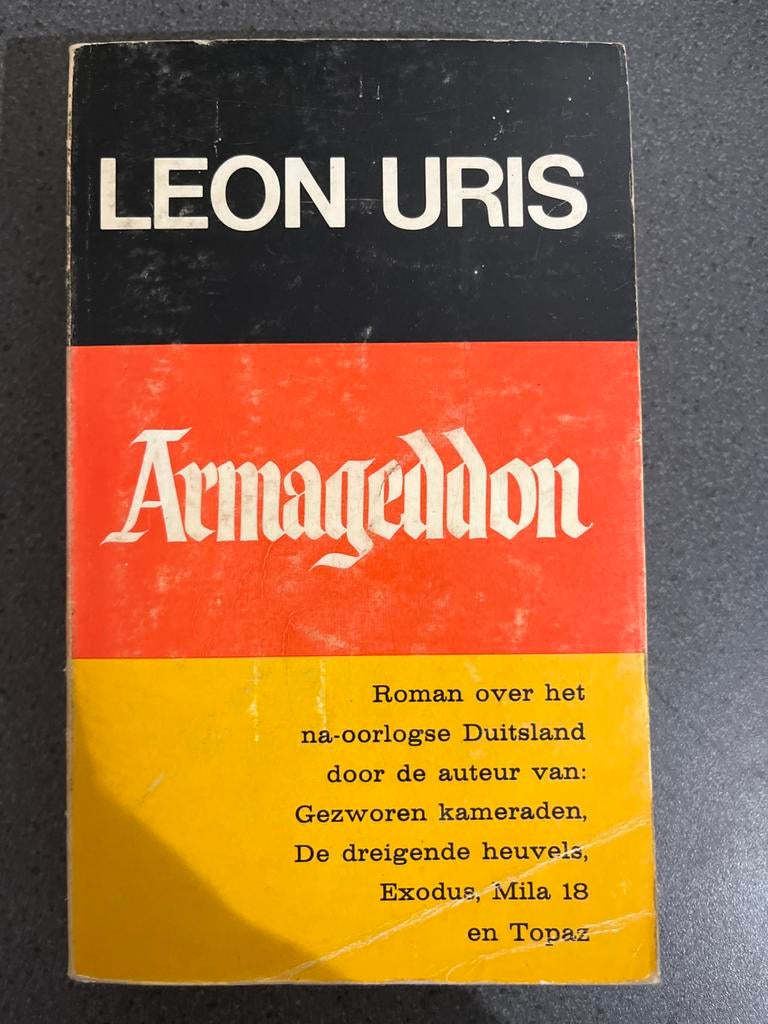 LEON URIS
Armageddon
Roman over het
na-oorlogse Duitsland
door de auteur van:
Gezworen kameraden,
De dreigende heuvels,
Exodus, Mila 18
en Topaz